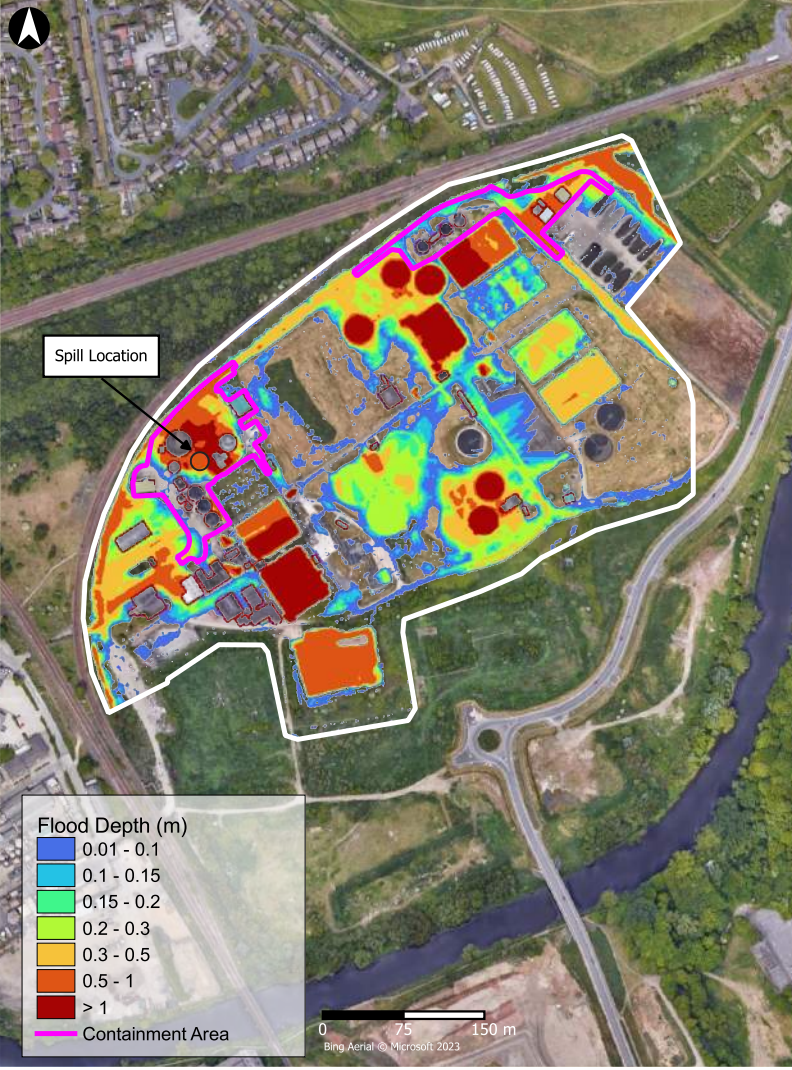 Spill Location
Flood Depth (m)
0.01 - 0.1
0.1 - 0.15
0.15 - 0.2
0.2 - 0.3
0.3 - 0.5
0.5 - 1
> 1
Containment Area
0 75 150 m
Bing Aerial © Microsoft 2023